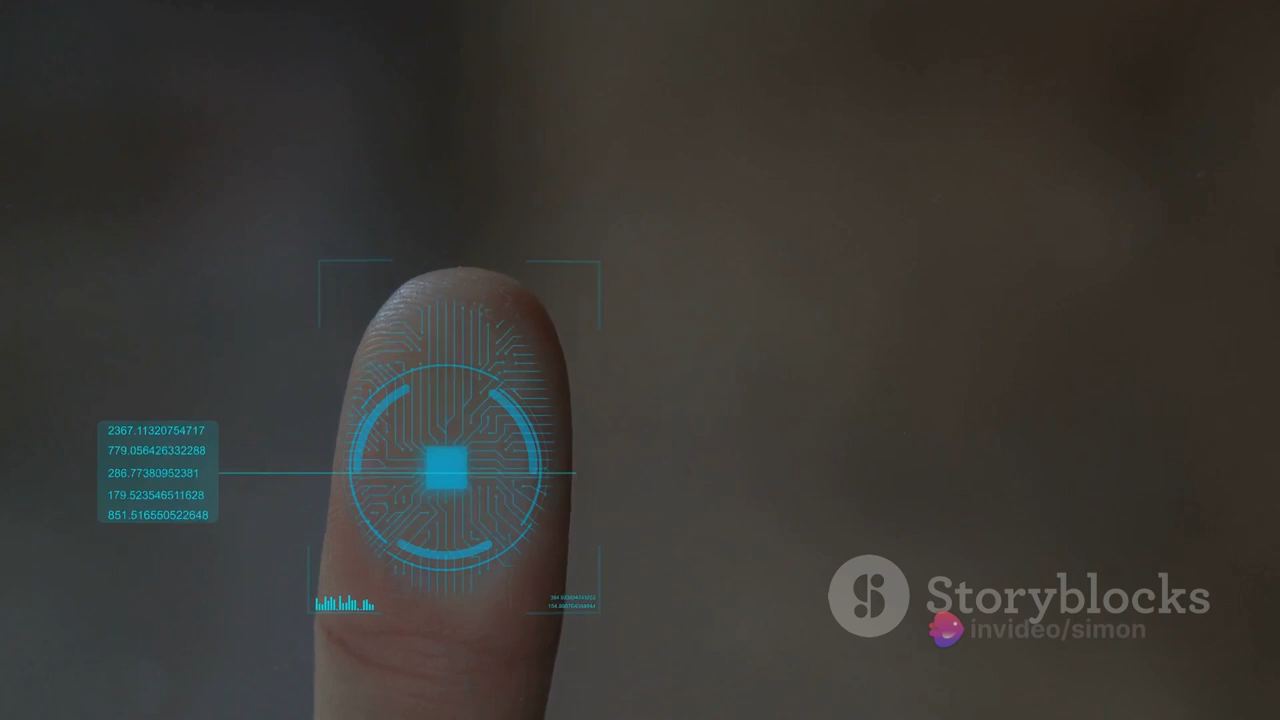 2367.11320754717
779.056426332288
286.77380952381
179.523546511628
851.516550522648
Storyblocks
invideo/simon